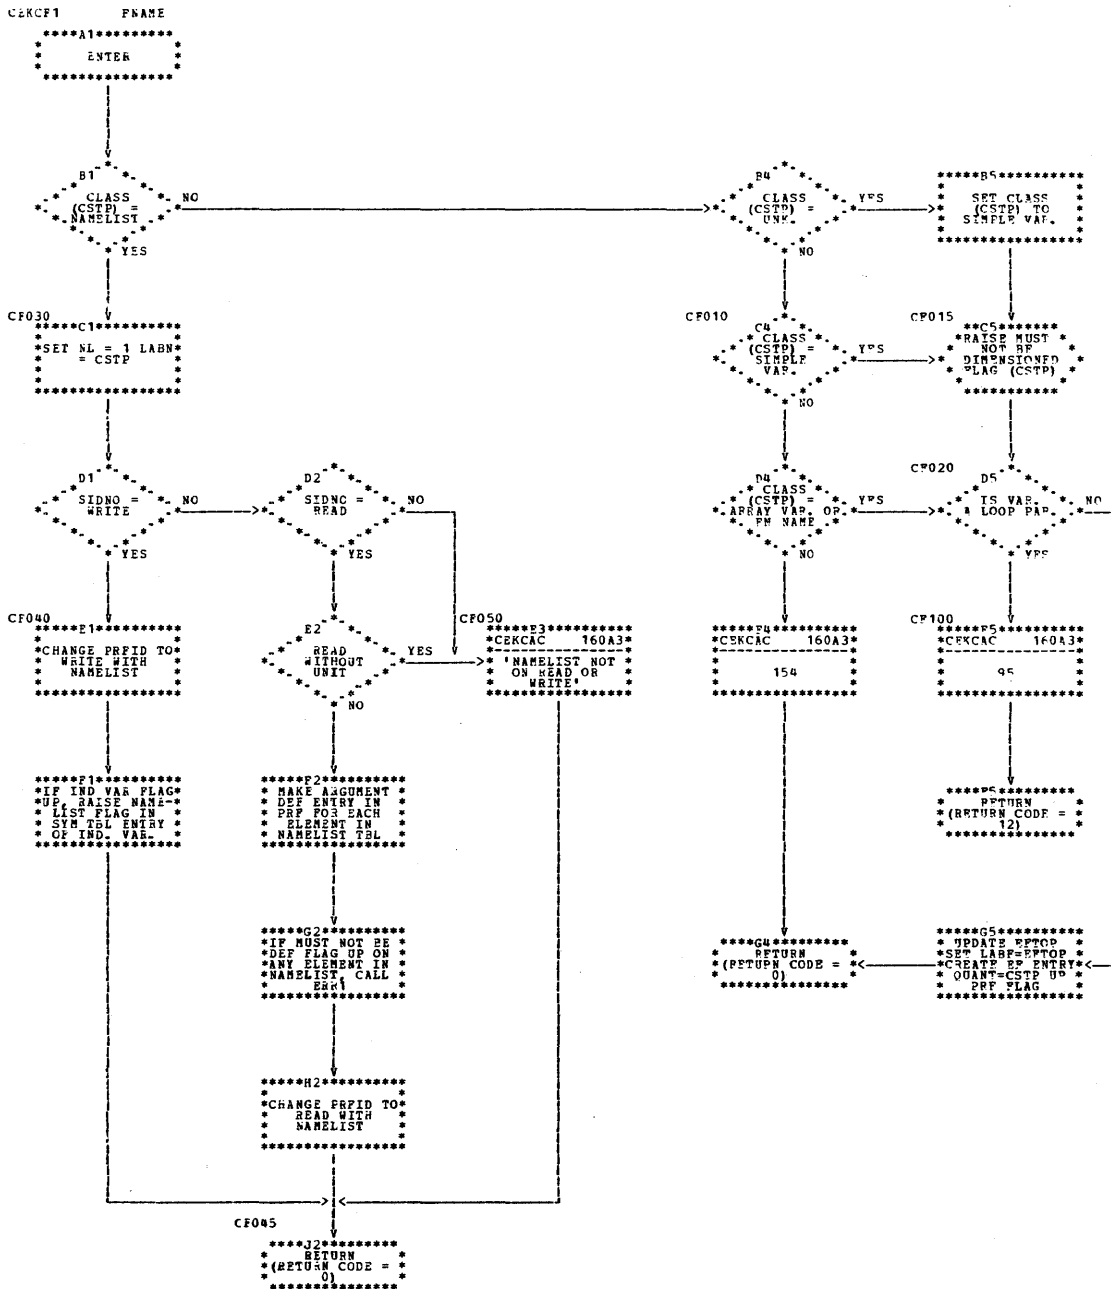 CEKCF1 FNAME
A1
ENTER
B1
CLASS
(CSTP) =
NAMELIST
NO
YES
B4
CLASS
(CSTP) =
UNK.
YES
NO
B5
SET CLASS
(CSTP) TO
SIMPLE VAR.
CF030
C1
SET NL = 1 LABN
= CSTP
CF010
C4
CLASS
(CSTP) =
SIMPLE
VAR.
YES
NO
CF015
C5
RAISE MUST
NOT BE
DIMENSIONED
FLAG (CSTP)
D1
SIDNO =
WRITE
NO
YES
D2
SIDNO =
READ
NO
YES
D4
CLASS
(CSTP) =
ARRAY VAR. OR
FN NAME
YES
NO
CF020
D5
IS VAR.
A LOOP PAR.
NO
YES
CF040
E1
CHANGE PRFID TO
WRITE WITH
NAMELIST
E2
READ
WITHOUT
UNIT
YES
NO
CF050
E3
CEKCAC 160A3
'NAMELIST NOT
ON READ OR
WRITE'
E4
CEKCAC 160A3
154
CF100
E5
CEKCAC 160A3
95
F1
IF IND VAR FLAG
UP, RAISE NAME-
LIST FLAG IN
SYM TBL ENTRY
OF IND. VAR.
F2
MAKE ARGUMENT
DEF ENTRY IN
PRF FOR EACH
ELEMENT IN
NAMELIST TBL
F5
RETURN
(RETURN CODE =
12)
G2
IF MUST NOT BE
DEF FLAG UP ON
ANY ELEMENT IN
NAMELIST, CALL
ERR1
G4
RETURN
(RETURN CODE =
0)
G5
UPDATE EFTOP
SET LABF=EFTOP
CREATE EF ENTRY
QUANT=CSTP UP
PRF FLAG
H2
CHANGE PRFID TO
READ WITH
NAMELIST
CF045
J2
RETURN
(RETURN CODE =
0)